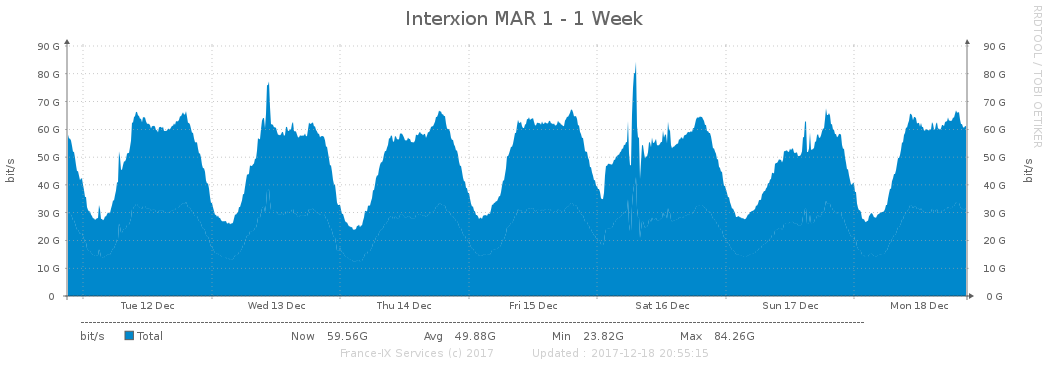 Interxion MAR 1 - 1 Week
RRDTOOL / TOBI OETIKER
bit/s
90 G
80 G
70 G
60 G
50 G
40 G
30 G
20 G
10 G
0
90 G
80 G
70 G
60 G
50 G
40 G
30 G
20 G
10 G
0 G
bit/s
Tue 12 Dec Wed 13 Dec Thu 14 Dec Fri 15 Dec Sat 16 Dec Sun 17 Dec Mon 18 Dec
bit/s Total Now 59.56G Avg 49.88G Min 23.82G Max 84.26G
France-IX Services (c) 2017 Updated : 2017-12-18 20:55:15